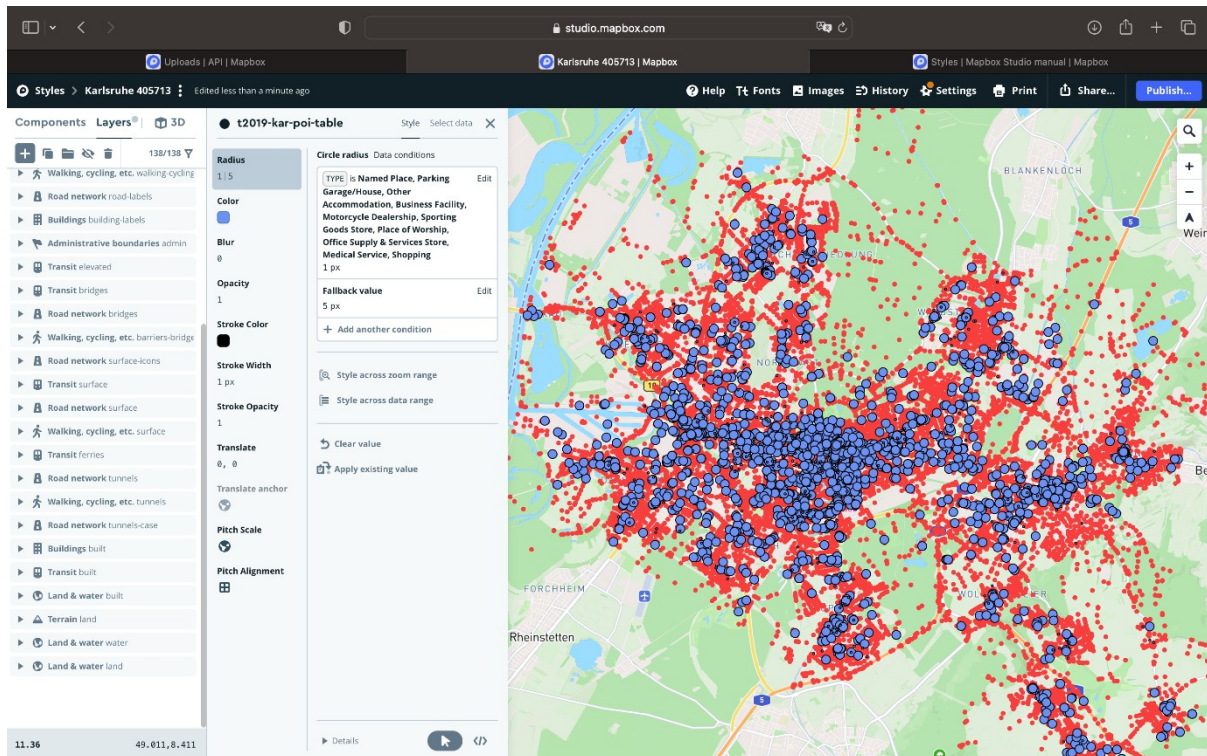 studio.mapbox.com
Uploads | API | Mapbox
Karlsruhe 405713 | Mapbox
Styles | Mapbox Studio manual | Mapbox
Styles > Karlsruhe 405713
Edited less than a minute ago
Help
Tt Fonts
Images
History
Settings
Print
Share...
Publish...
Components
Layers
3D
138/138
Walking, cycling, etc. walking-cycling
Road network road-labels
Buildings building-labels
Administrative boundaries admin
Transit elevated
Transit bridges
Road network bridges
Walking, cycling, etc. barriers-bridge
Road network surface-icons
Transit surface
Road network surface
Walking, cycling, etc. surface
Transit ferries
Road network tunnels
Walking, cycling, etc. tunnels
Road network tunnels-case
Buildings built
Transit built
Land & water built
Terrain land
Land & water water
Land & water land
11.36
49.011,8.411
t2019-kar-poi-table
Style
Select data
Radius
1|5
Color
Blur
0
Opacity
1
Stroke Color
Stroke Width
1 px
Stroke Opacity
1
Translate
0, 0
Translate anchor
Pitch Scale
Pitch Alignment
Circle radius Data conditions
TYPE is Named Place, Parking
Garage/House, Other
Accommodation, Business Facility,
Motorcycle Dealership, Sporting
Goods Store, Place of Worship,
Office Supply & Services Store,
Medical Service, Shopping
1 px
Edit
Fallback value
5 px
Edit
+ Add another condition
Style across zoom range
Style across data range
Clear value
Apply existing value
Details
</>
BLANKENLOCH
5
Wein
10
FORCHHEIM
Rheinstetten
5
Be